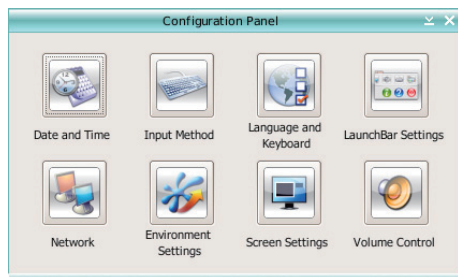 Configuration Panel
Date and Time
Input Method
Language and
Keyboard
LaunchBar Settings
Network
Environment
Settings
Screen Settings
Volume Control